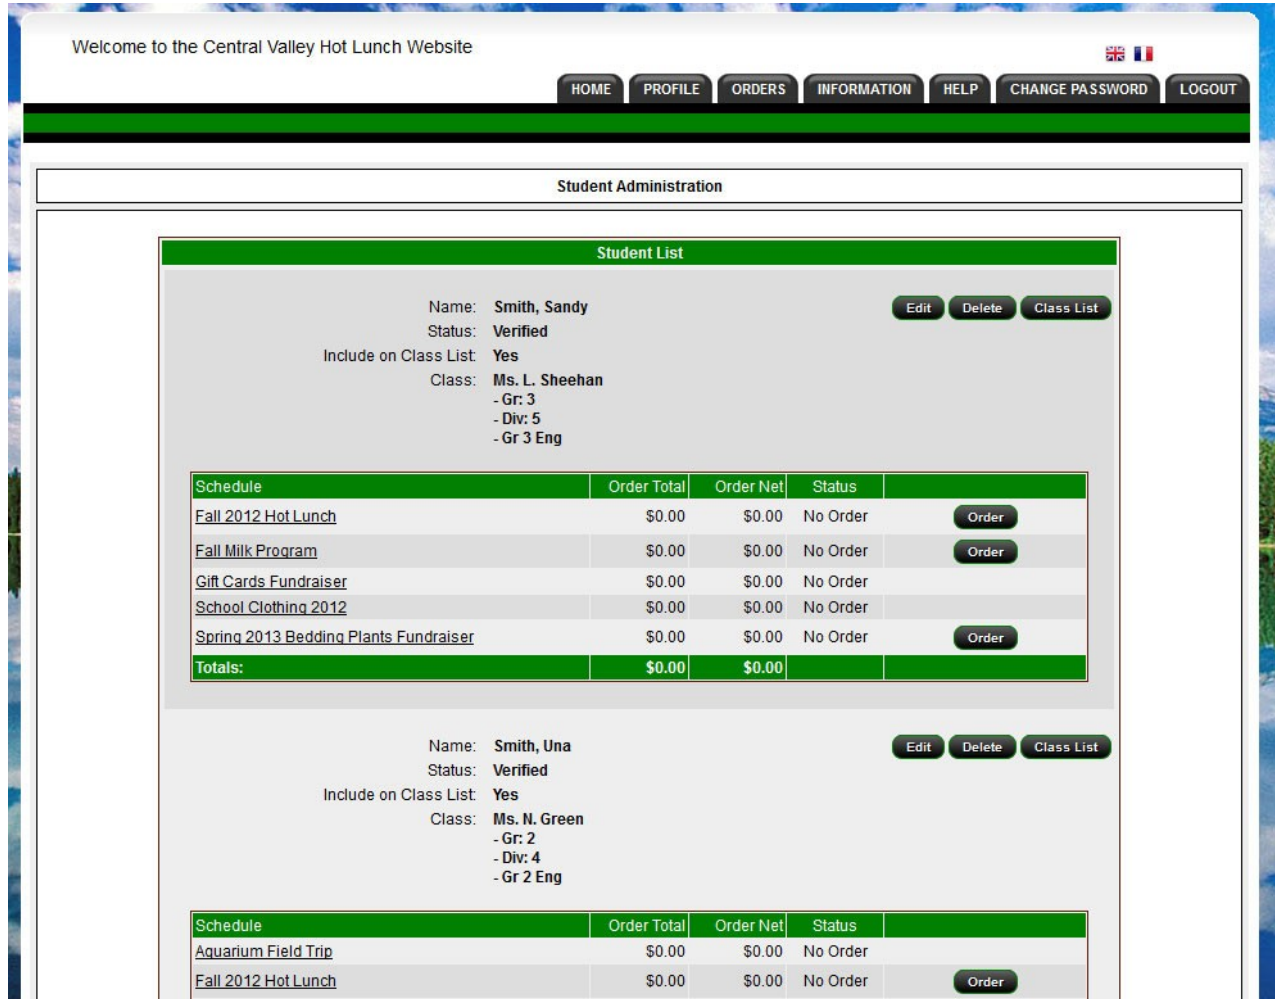 Welcome to the Central Valley Hot Lunch Website
HOME PROFILE ORDERS INFORMATION HELP CHANGE PASSWORD LOGOUT
Student Administration
Student List
Name: Smith, Sandy Edit Delete Class List
Status: Verified
Include on Class List: Yes
Class: Ms. L. Sheehan
- Gr: 3
- Div: 5
- Gr 3 Eng
Schedule Order Total Order Net Status
Fall 2012 Hot Lunch $0.00 $0.00 No Order Order
Fall Milk Program $0.00 $0.00 No Order Order
Gift Cards Fundraiser $0.00 $0.00 No Order
School Clothing 2012 $0.00 $0.00 No Order
Spring 2013 Bedding Plants Fundraiser $0.00 $0.00 No Order Order
Totals: $0.00 $0.00
Name: Smith, Una Edit Delete Class List
Status: Verified
Include on Class List: Yes
Class: Ms. N. Green
- Gr: 2
- Div: 4
- Gr 2 Eng
Schedule Order Total Order Net Status
Aquarium Field Trip $0.00 $0.00 No Order
Fall 2012 Hot Lunch $0.00 $0.00 No Order Order